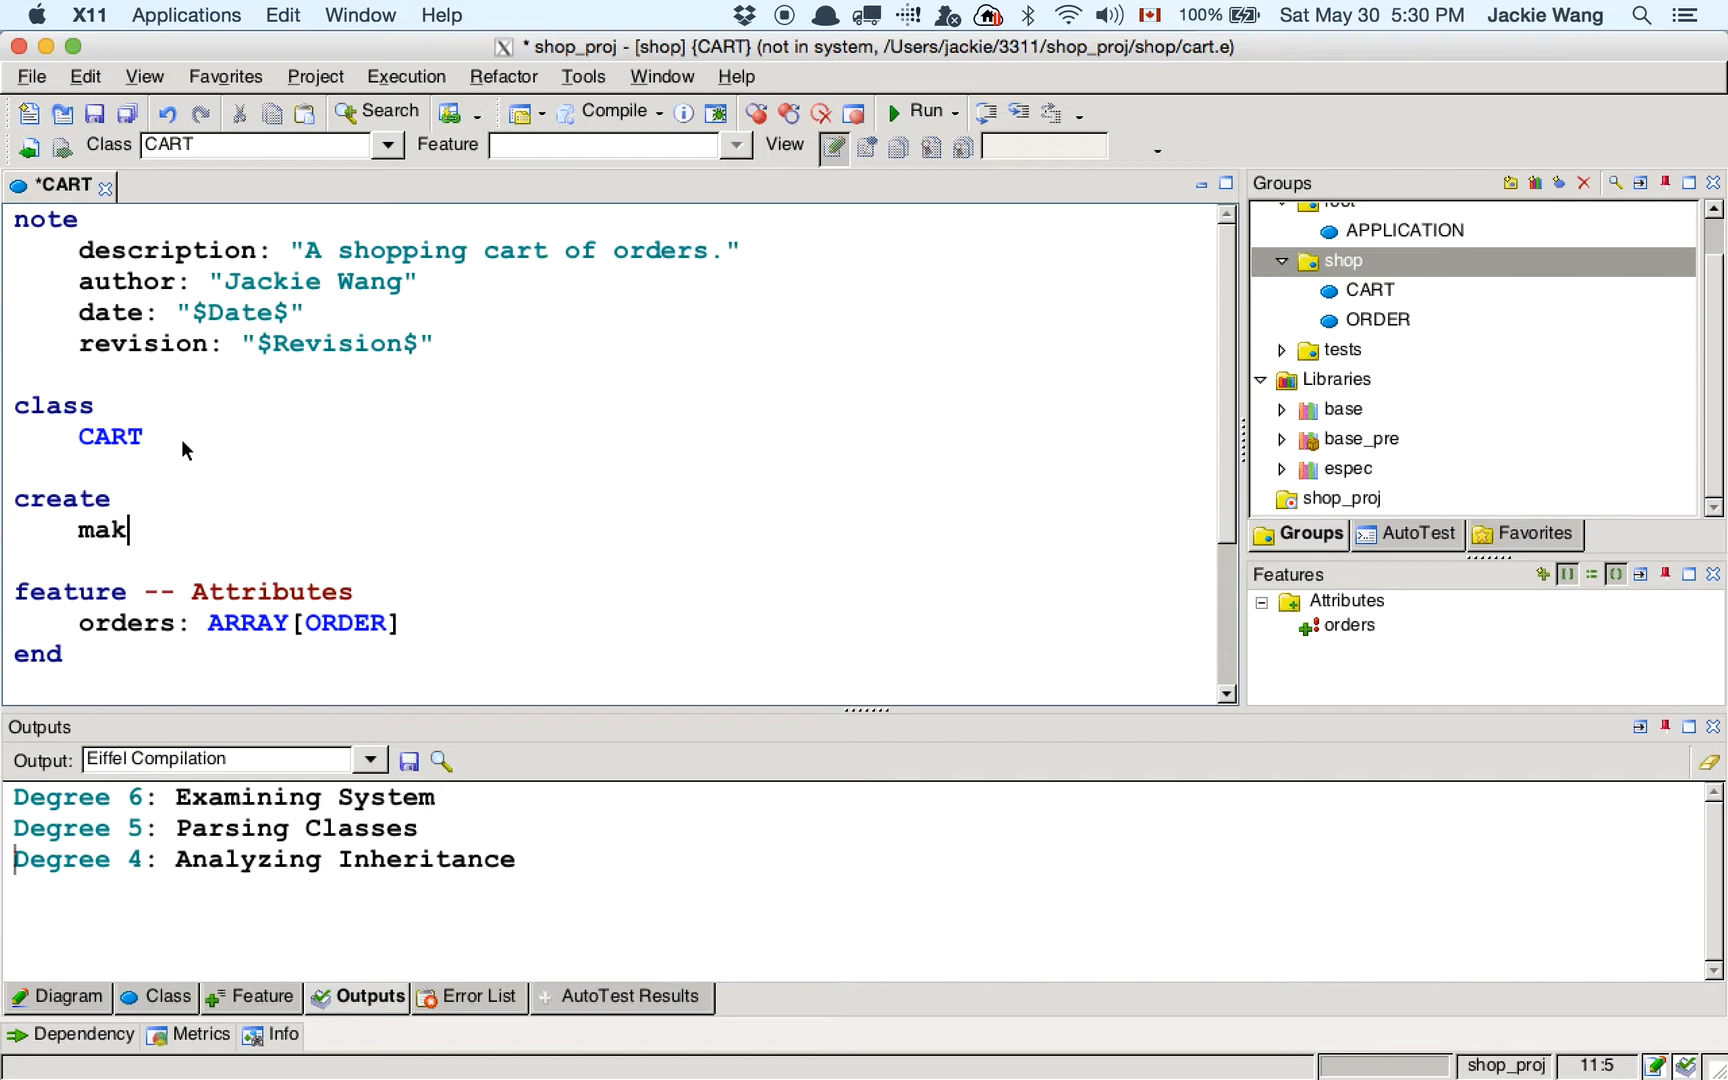 X11 Applications Edit Window Help 100% Sat May 30 5:30 PM Jackie Wang
* shop_proj - [shop] {CART} (not in system, /Users/jackie/3311/shop_proj/shop/cart.e)
File Edit View Favorites Project Execution Refactor Tools Window Help
Search Compile Run
Class CART Feature View
*CART
note
description: "A shopping cart of orders."
author: "Jackie Wang"
date: "$Date$"
revision: "$Revision$"
class
CART
create
mak
feature -- Attributes
orders: ARRAY[ORDER]
end
Groups
APPLICATION
shop
CART
ORDER
tests
Libraries
base
base_pre
espec
shop_proj
Groups AutoTest Favorites
Features
Attributes
orders
Outputs
Output: Eiffel Compilation
Degree 6: Examining System
Degree 5: Parsing Classes
Degree 4: Analyzing Inheritance
Diagram Class Feature Outputs Error List AutoTest Results
Dependency Metrics Info
shop_proj 11:5